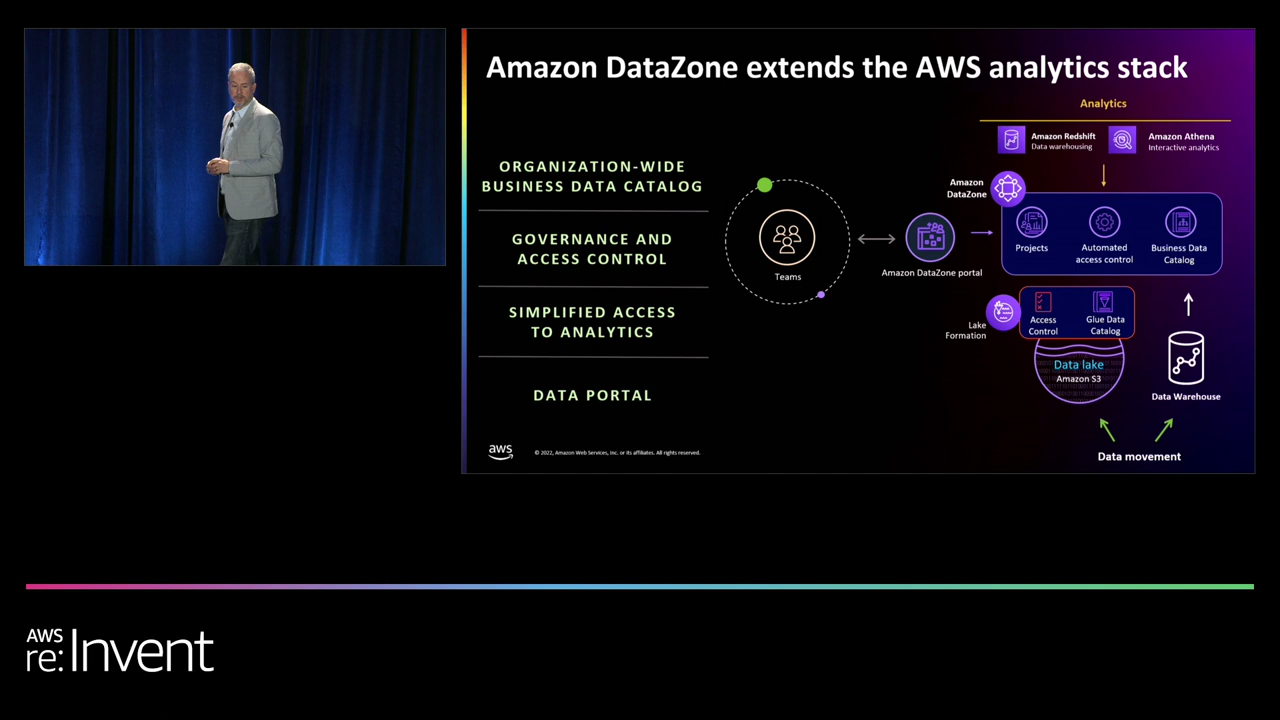 Amazon DataZone extends the AWS analytics stack
ORGANIZATION-WIDE
BUSINESS DATA CATALOG
GOVERNANCE AND
ACCESS CONTROL
SIMPLIFIED ACCESS
TO ANALYTICS
DATA PORTAL
Teams
Amazon DataZone portal
Analytics
Amazon Redshift
Data warehousing
Amazon Athena
Interactive analytics
Amazon
DataZone
Projects
Automated
access control
Business Data
Catalog
Lake
Formation
Access
Control
Glue Data
Catalog
Data lake
Amazon S3
Data Warehouse
Data movement
aws
© 2022, Amazon Web Services, Inc. or its affiliates. All rights reserved.
AWS
re:Invent